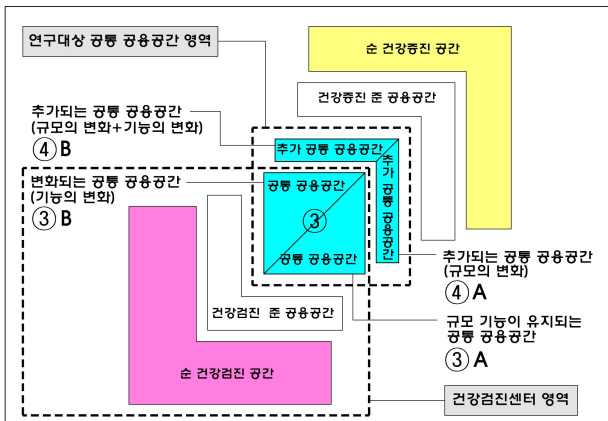 연구대상 공통 공용공간 영역
순 건강증진 공간
건강증진 준 공용공간
추가되는 공통 공용공간
(규모의 변화+기능의 변화)
④ B
추가 공통 공용공간
추가 공통 공용공간
변화되는 공통 공용공간
(기능의 변화)
③ B
공통 공용공간
③
공통 공용공간
추가되는 공통 공용공간
(규모의 변화)
④ A
건강검진 준 공용공간
규모 기능이 유지되는
공통 공용공간
③ A
순 건강검진 공간
건강검진센터 영역